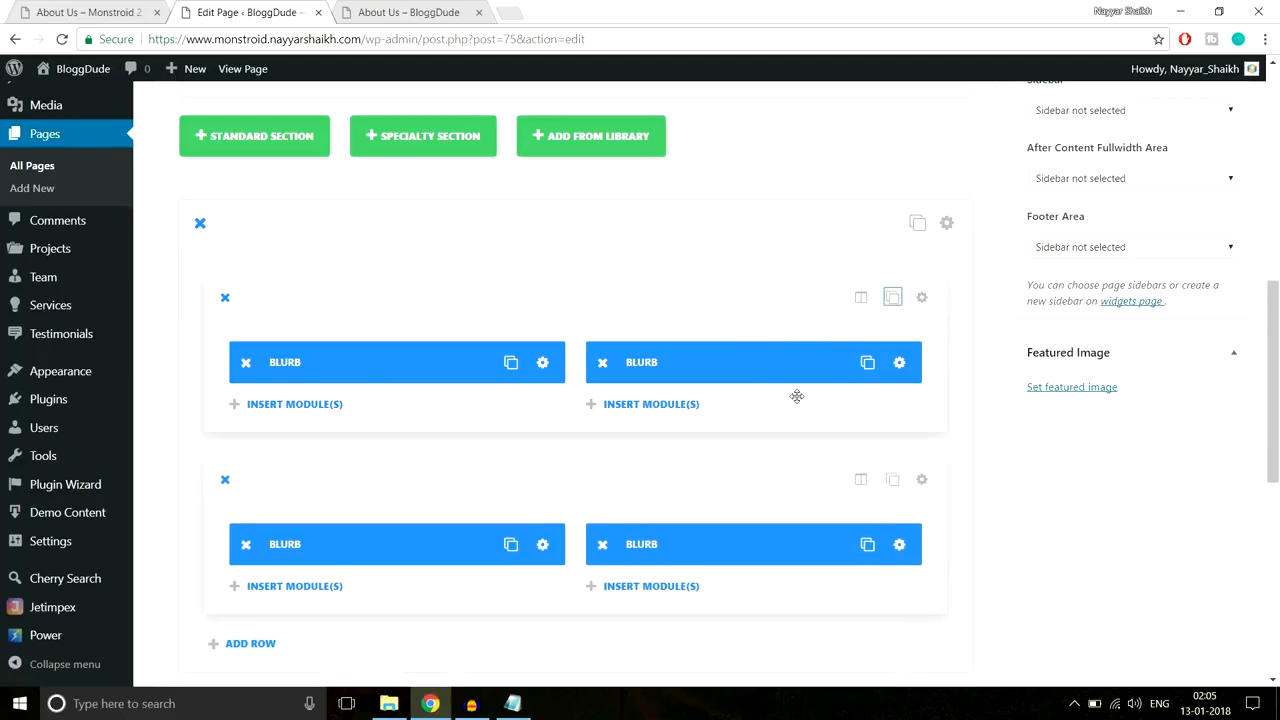 About Us – Monstroid 2
Edit Page ‹ BloggDude –
About Us – BloggDude
Nayyar Shaikh
Secure
https://www.monstroid.nayyarshaikh.com/wp-admin/post.php?post=75&action=edit
BloggDude
0
New
View Page
Howdy, Nayyar_Shaikh
Media
Pages
All Pages
Add New
Comments
Projects
Team
Services
Testimonials
Appearance
Plugins
Users
Tools
Plugin Wizard
Demo Content
Settings
Cherry Search
Jetimpex
Power
Collapse menu
STANDARD SECTION
SPECIALTY SECTION
ADD FROM LIBRARY
BLURB
BLURB
INSERT MODULE(S)
INSERT MODULE(S)
BLURB
BLURB
INSERT MODULE(S)
INSERT MODULE(S)
ADD ROW
Sidebar
Sidebar not selected
After Content Fullwidth Area
Sidebar not selected
Footer Area
Sidebar not selected
You can choose page sidebars or create a
new sidebar on widgets page .
Featured Image
Set featured image
Type here to search
ENG
02:05
13-01-2018